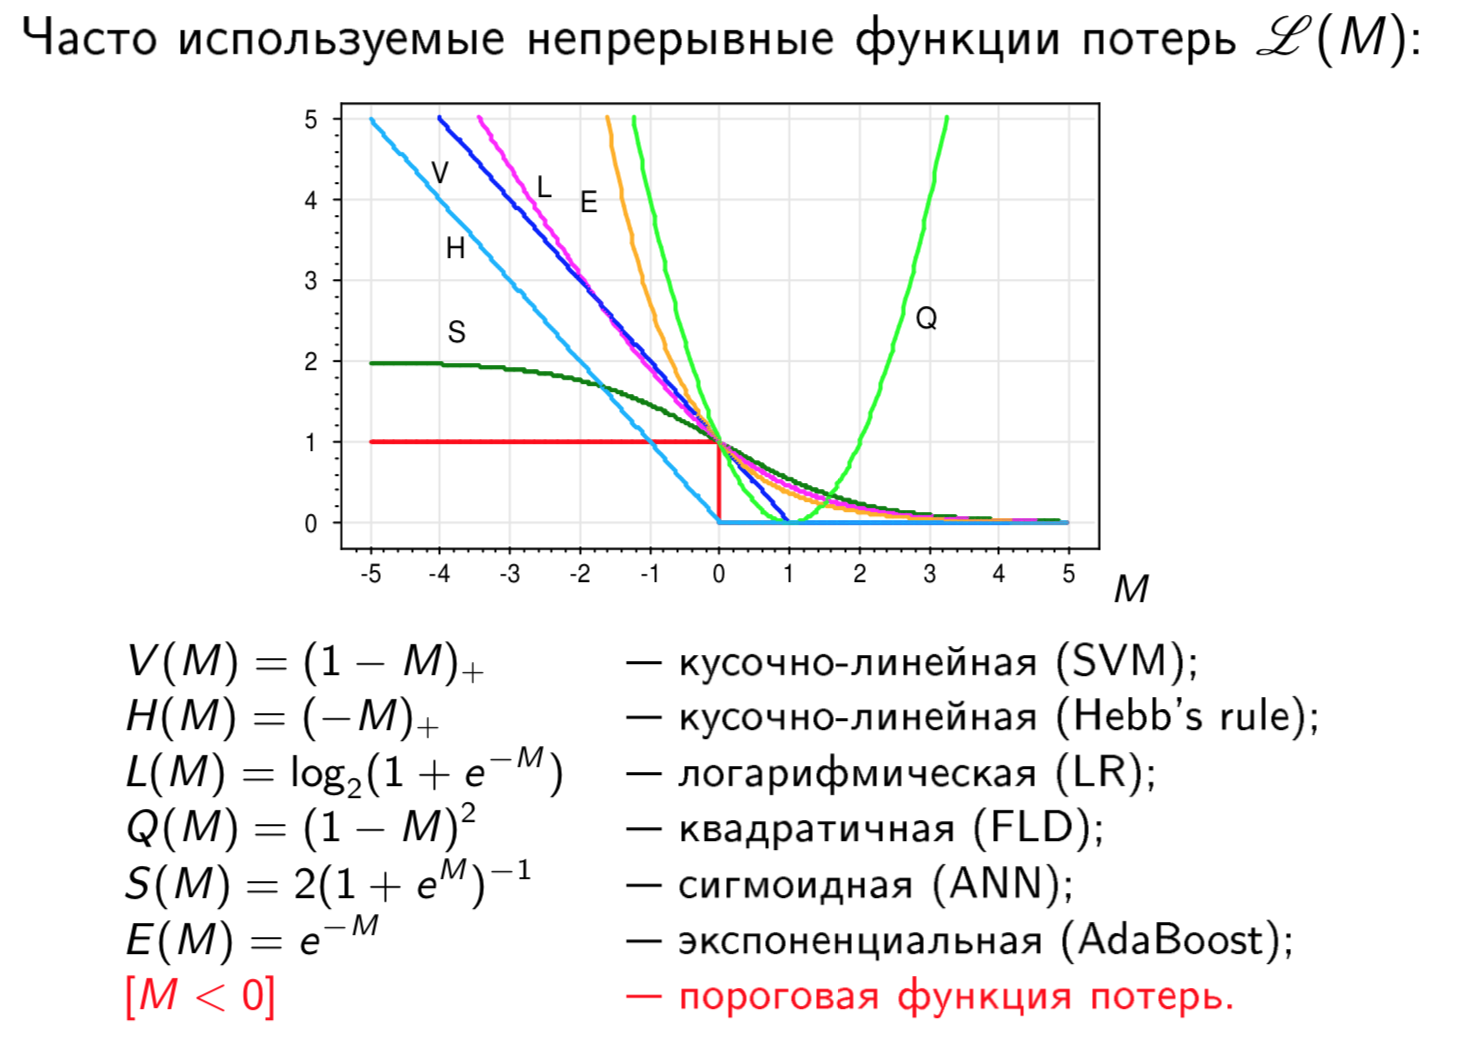 Часто используемые непрерывные функции потерь ℒ(M):
5
4
3
2
1
0
V
L
E
H
S
Q
-5 -4 -3 -2 -1 0 1 2 3 4 5
M
V(M) = (1 − M)₊ — кусочно-линейная (SVM);
H(M) = (−M)₊ — кусочно-линейная (Hebb's rule);
L(M) = log₂(1 + e⁻ᴹ) — логарифмическая (LR);
Q(M) = (1 − M)² — квадратичная (FLD);
S(M) = 2(1 + eᴹ)⁻¹ — сигмоидная (ANN);
E(M) = e⁻ᴹ — экспоненциальная (AdaBoost);
[M < 0] — пороговая функция потерь.